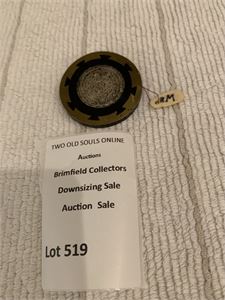 TWO OLD SOULS ONLINE
Auctions
Brimfield Collectors
Downsizing Sale
Auction Sale
Lot 519